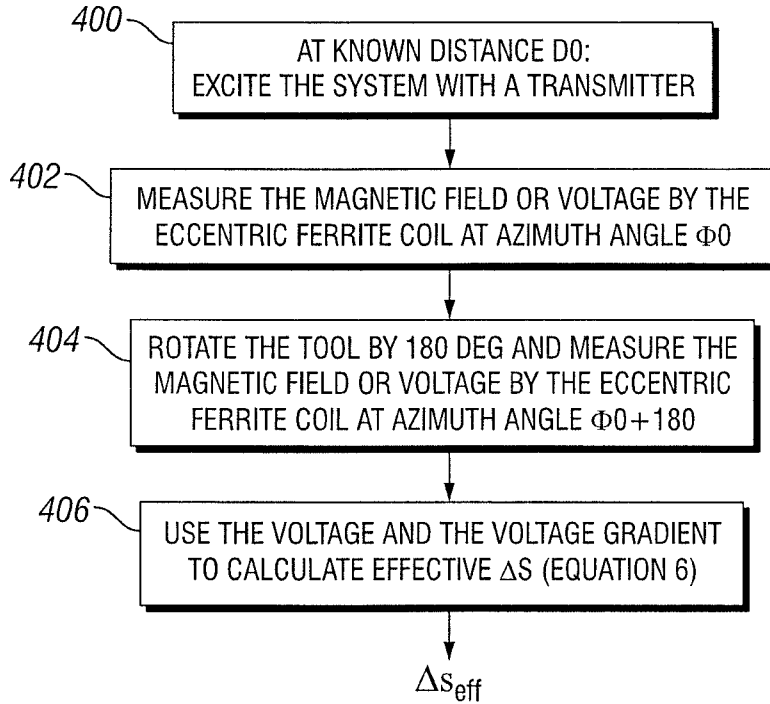 400
AT KNOWN DISTANCE D0:
EXCITE THE SYSTEM WITH A TRANSMITTER
402
MEASURE THE MAGNETIC FIELD OR VOLTAGE BY THE
ECCENTRIC FERRITE COIL AT AZIMUTH ANGLE Φ0
404
ROTATE THE TOOL BY 180 DEG AND MEASURE THE
MAGNETIC FIELD OR VOLTAGE BY THE ECCENTRIC
FERRITE COIL AT AZIMUTH ANGLE Φ0+180
406
USE THE VOLTAGE AND THE VOLTAGE GRADIENT
TO CALCULATE EFFECTIVE ΔS (EQUATION 6)
Δs_eff